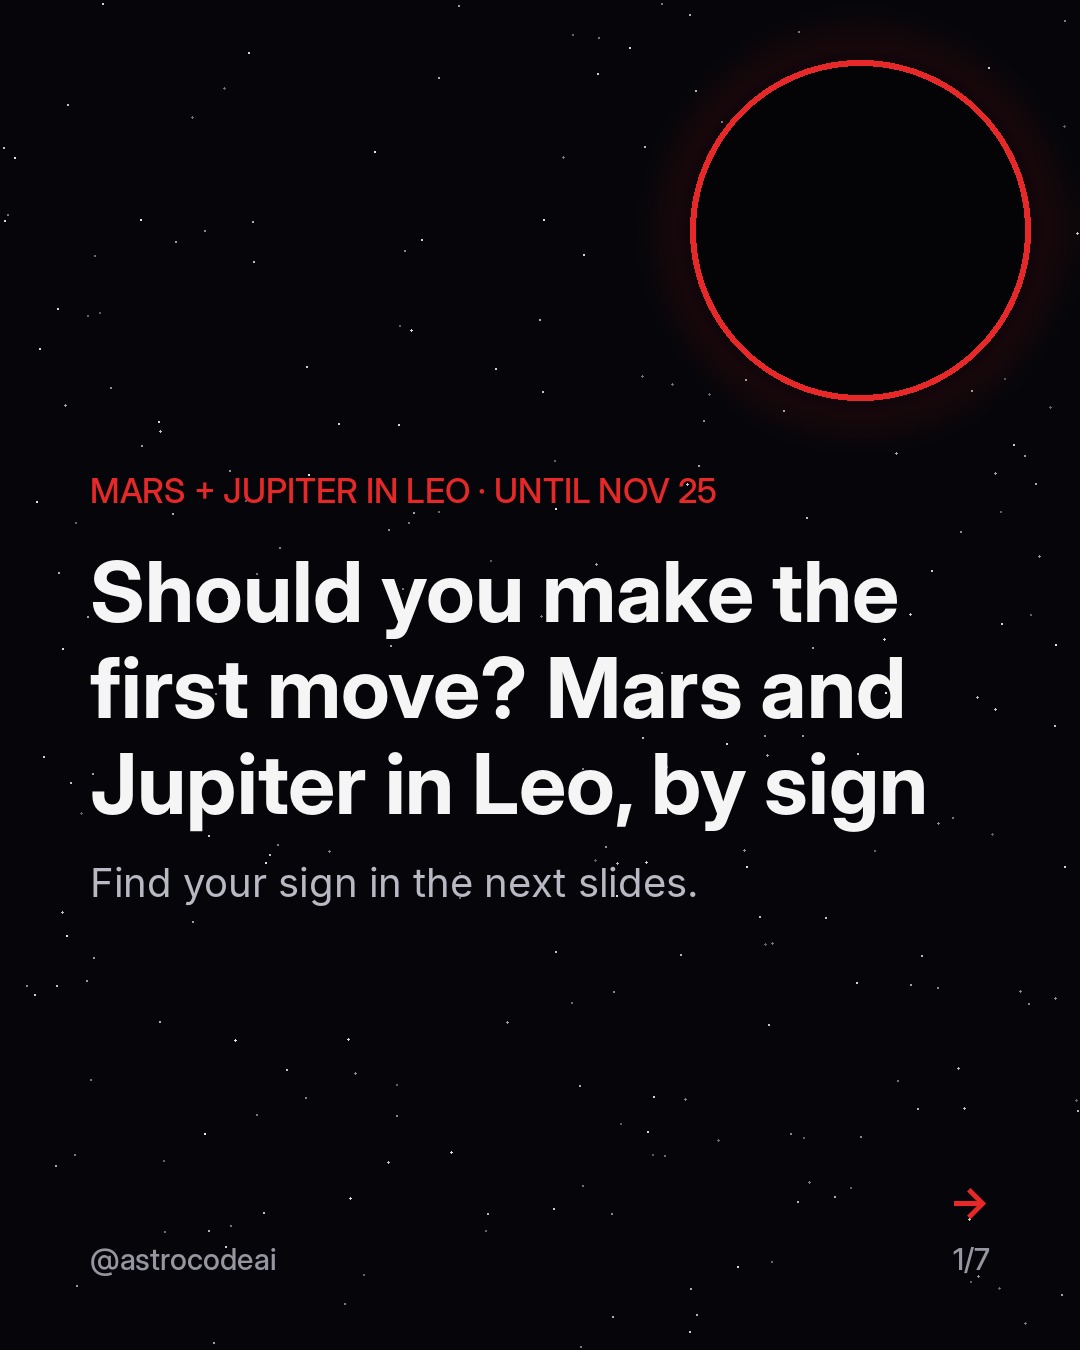 MARS + JUPITER IN LEO · UNTIL NOV 25
Should you make the
first move? Mars and
Jupiter in Leo, by sign
Find your sign in the next slides.
→
@astrocodeai
1/7